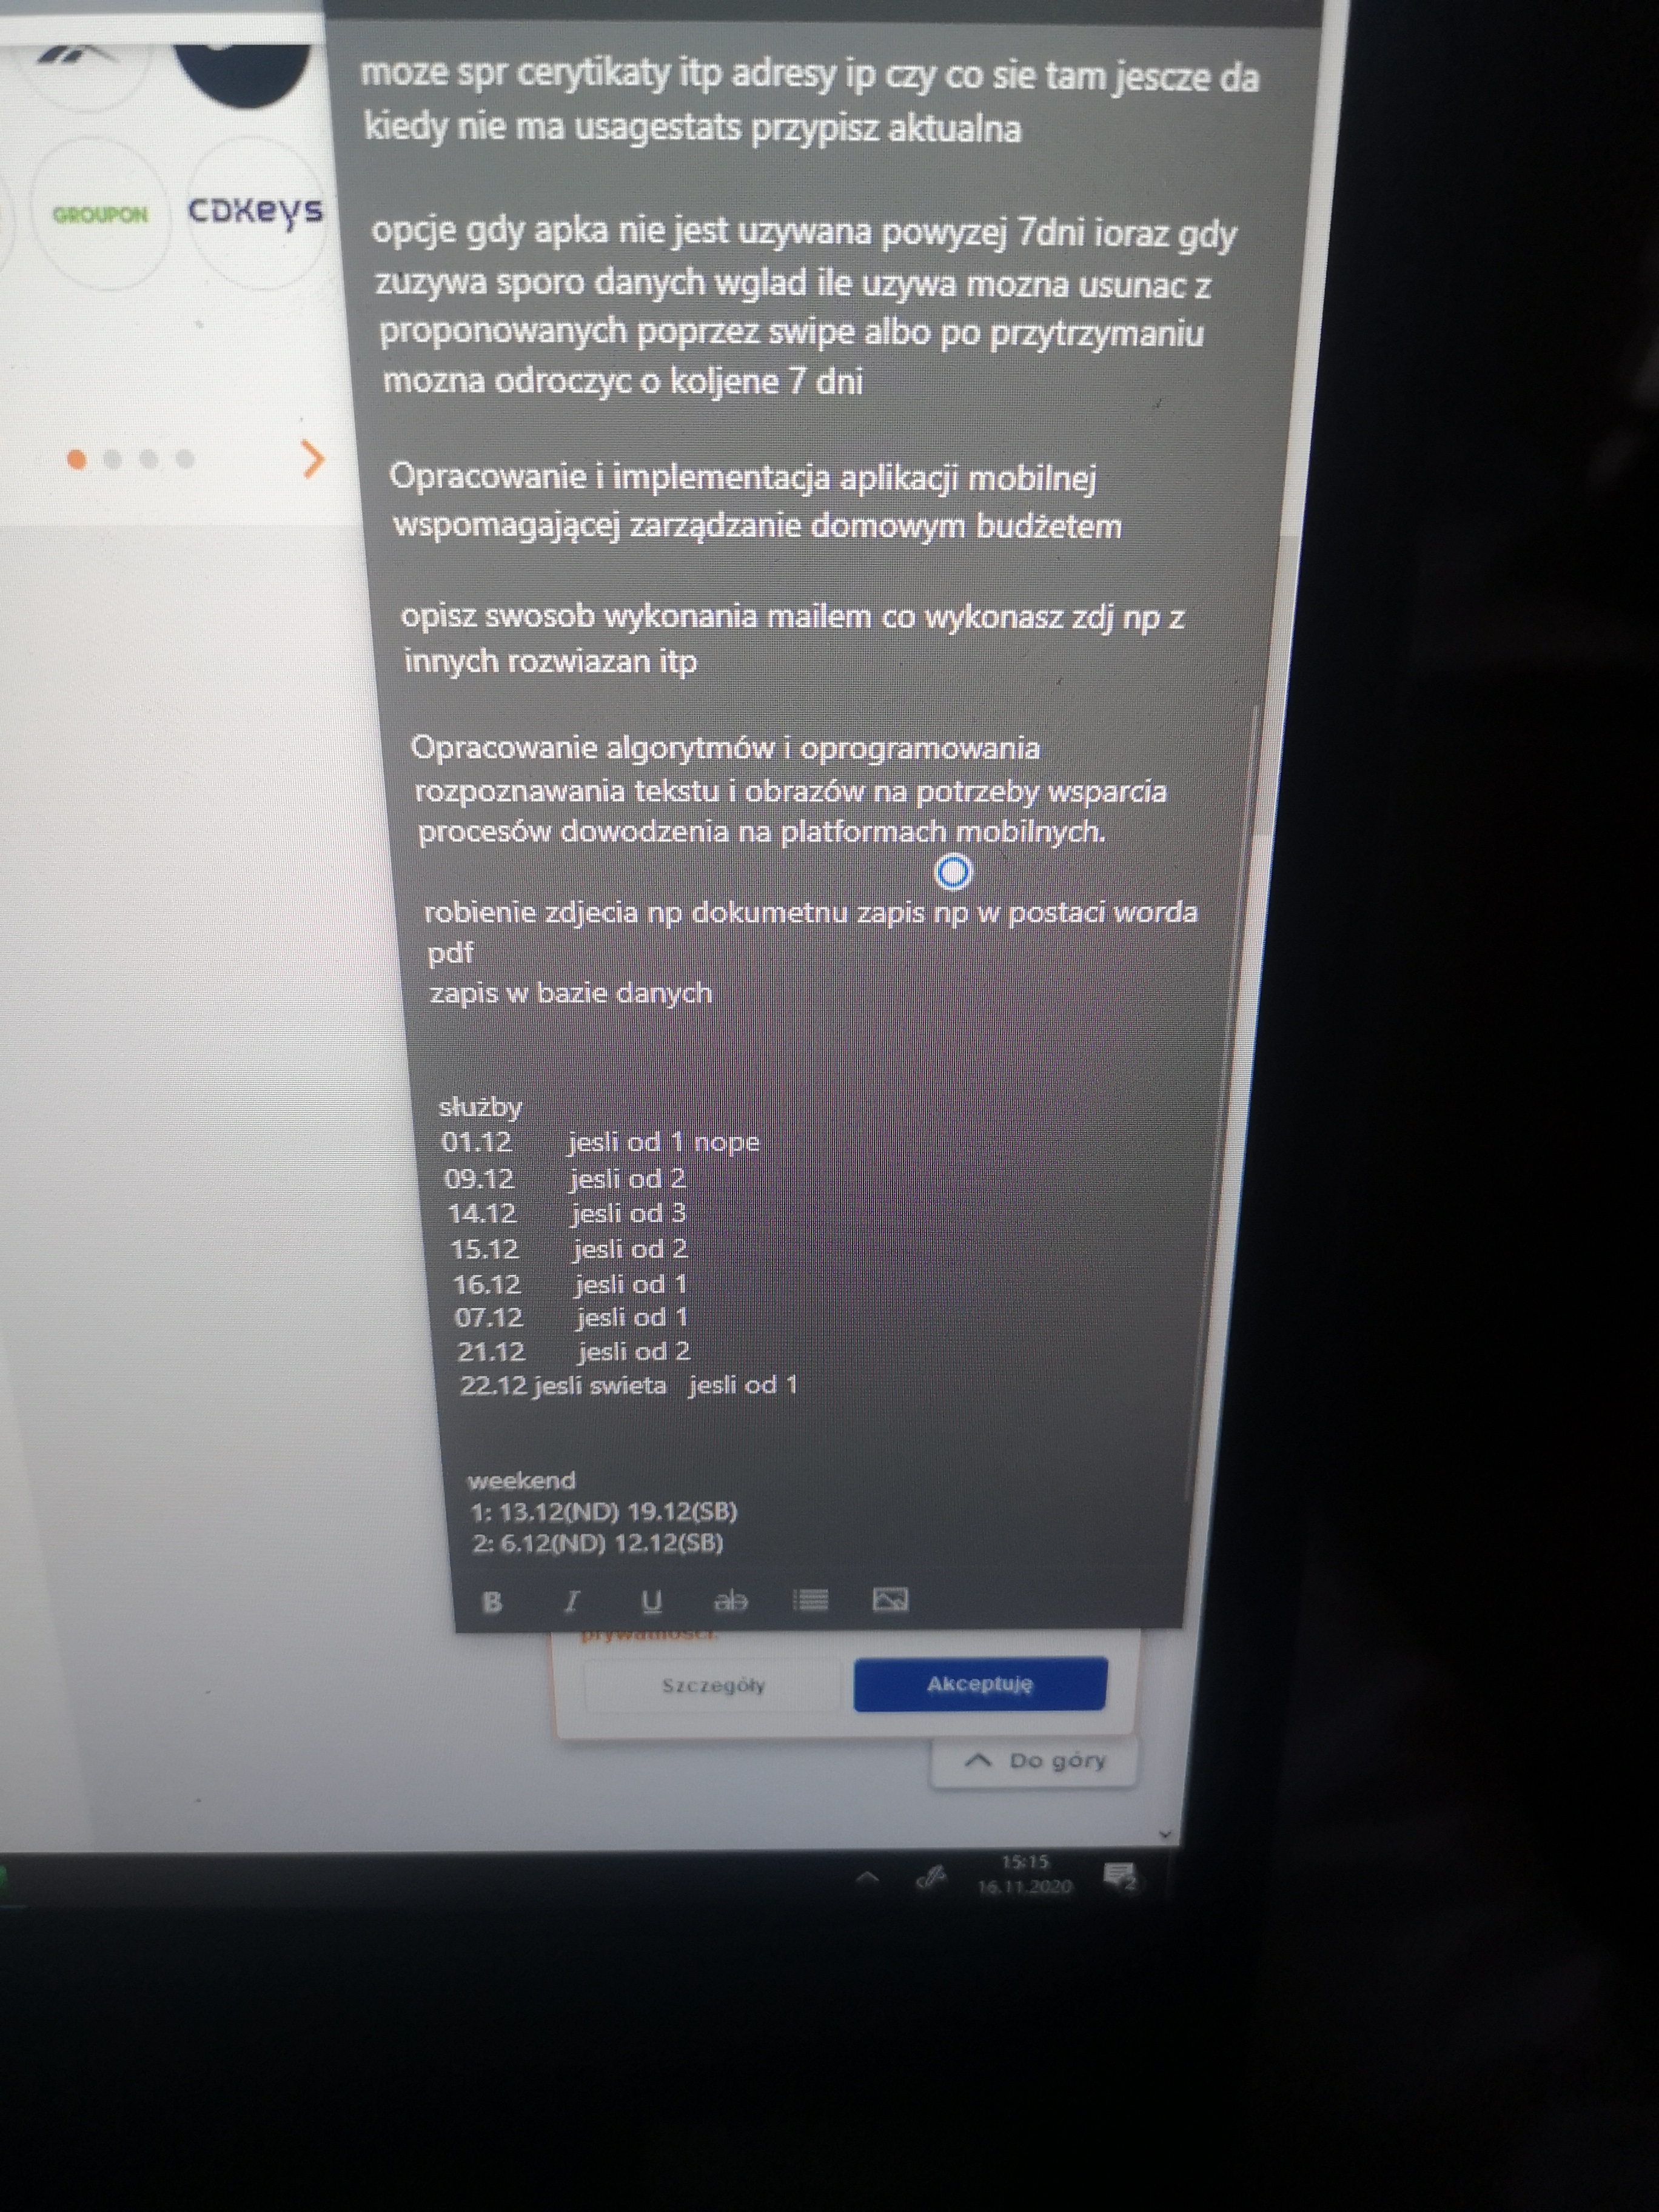 moze spr cerytikaty itp adresy ip czy co sie tam jescze da
kiedy nie ma usagestats przypisz aktualna
opcje gdy apka nie jest uzywana powyzej 7dni ioraz gdy
zuzywa sporo danych wglad ile uzywa mozna usunac z
proponowanych poprzez swipe albo po przytrzymaniu
mozna odroczyc o koljene 7 dni
Opracowanie i implementacja aplikacji mobilnej
wspomagającej zarządzanie domowym budżetem
opisz swosob wykonania mailem co wykonasz zdj np z
innych rozwiazan itp
Opracowanie algorytmów i oprogramowania
rozpoznawania tekstu i obrazów na potrzeby wsparcia
procesów dowodzenia na platformach mobilnych.
robienie zdjecia np dokumetnu zapis np w postaci worda
pdf
zapis w bazie danych
służby
01.12 jesli od 1 nope
09.12 jesli od 2
14.12 jesli od 3
15.12 jesli od 2
16.12 jesli od 1
07.12 jesli od 1
21.12 jesli od 2
22.12 jesli swieta jesli od 1
weekend
1: 13.12(ND) 19.12(SB)
2: 6.12(ND) 12.12(SB)
B I U ab
GROUPON CDKeys
prywatności.
Szczegóły Akceptuję
Do góry
15:15
16.11.2020
2